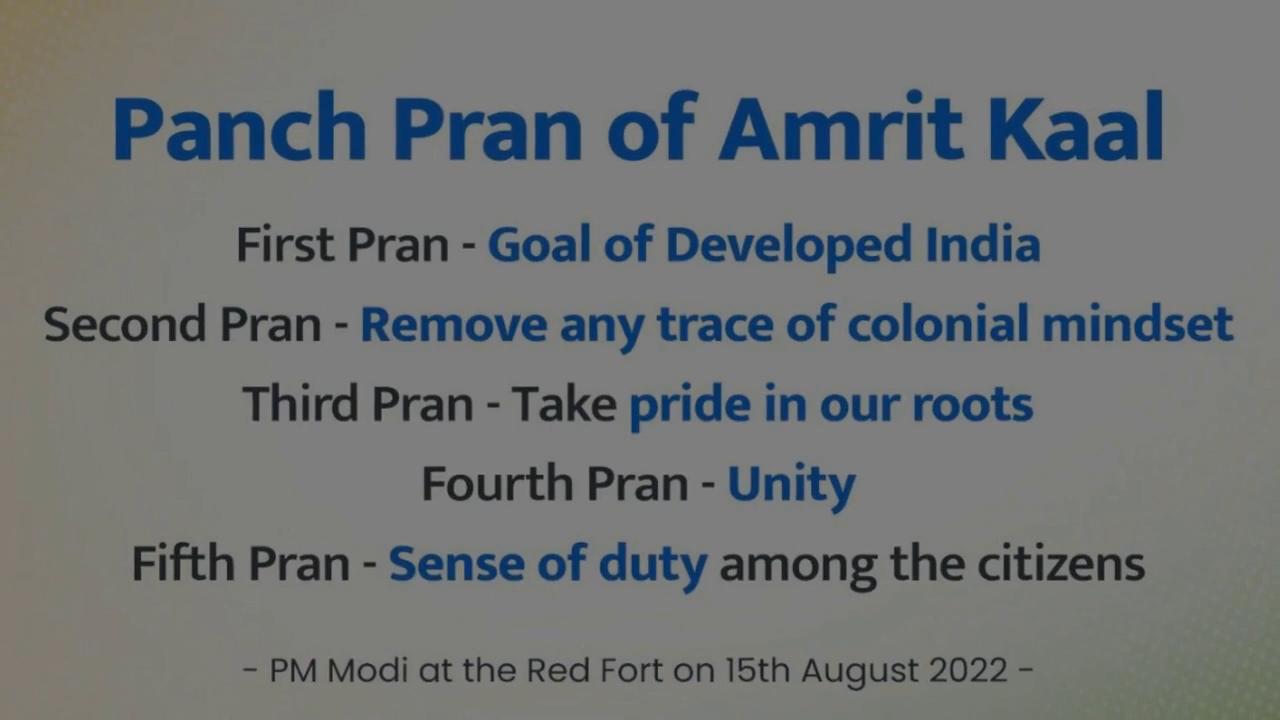 Panch Pran of Amrit Kaal
First Pran - Goal of Developed India
Second Pran - Remove any trace of colonial mindset
Third Pran - Take pride in our roots
Fourth Pran - Unity
Fifth Pran - Sense of duty among the citizens
- PM Modi at the Red Fort on 15th August 2022 -